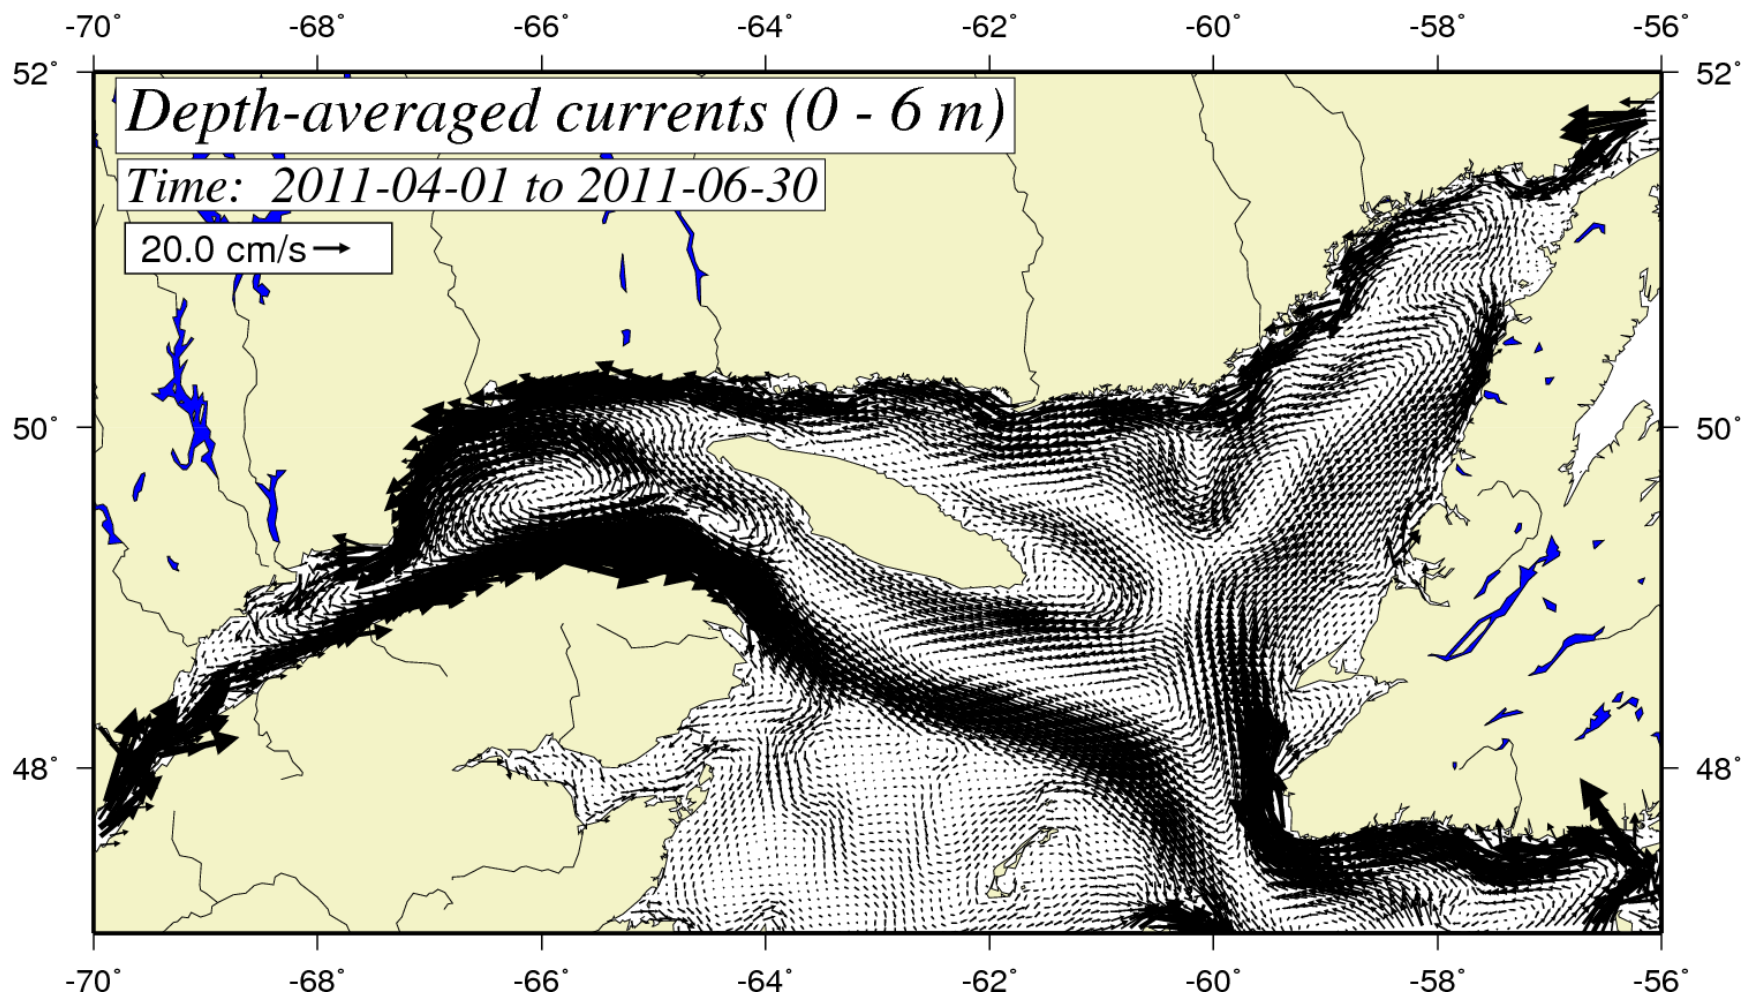 -70° -68° -66° -64° -62° -60° -58° -56°
52° 52°
Depth-averaged currents (0 - 6 m)
Time: 2011-04-01 to 2011-06-30
20.0 cm/s
50° 50°
48° 48°
-70° -68° -66° -64° -62° -60° -58° -56°